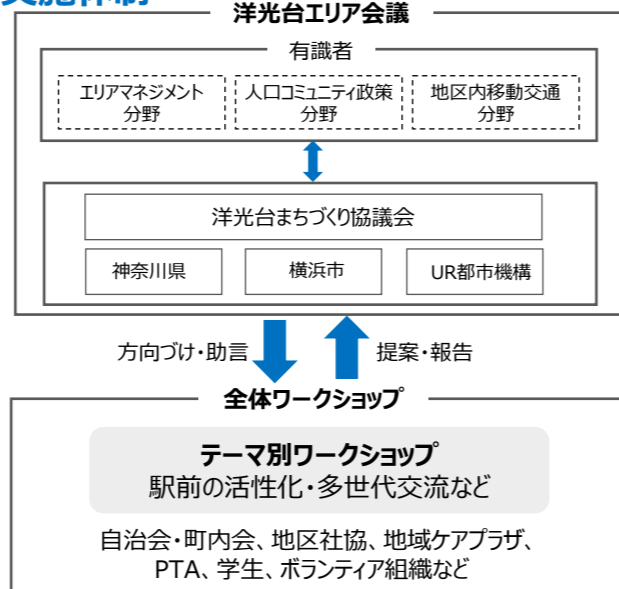 実施体制
洋光台エリア会議
有識者
エリアマネジメント
分野
人口コミュニティ政策
分野
地区内移動交通
分野
洋光台まちづくり協議会
神奈川県
横浜市
UR都市機構
方向づけ・助言
提案・報告
全体ワークショップ
テーマ別ワークショップ
駅前の活性化・多世代交流など
自治会・町内会、地区社協、地域ケアプラザ、
PTA、学生、ボランティア組織など